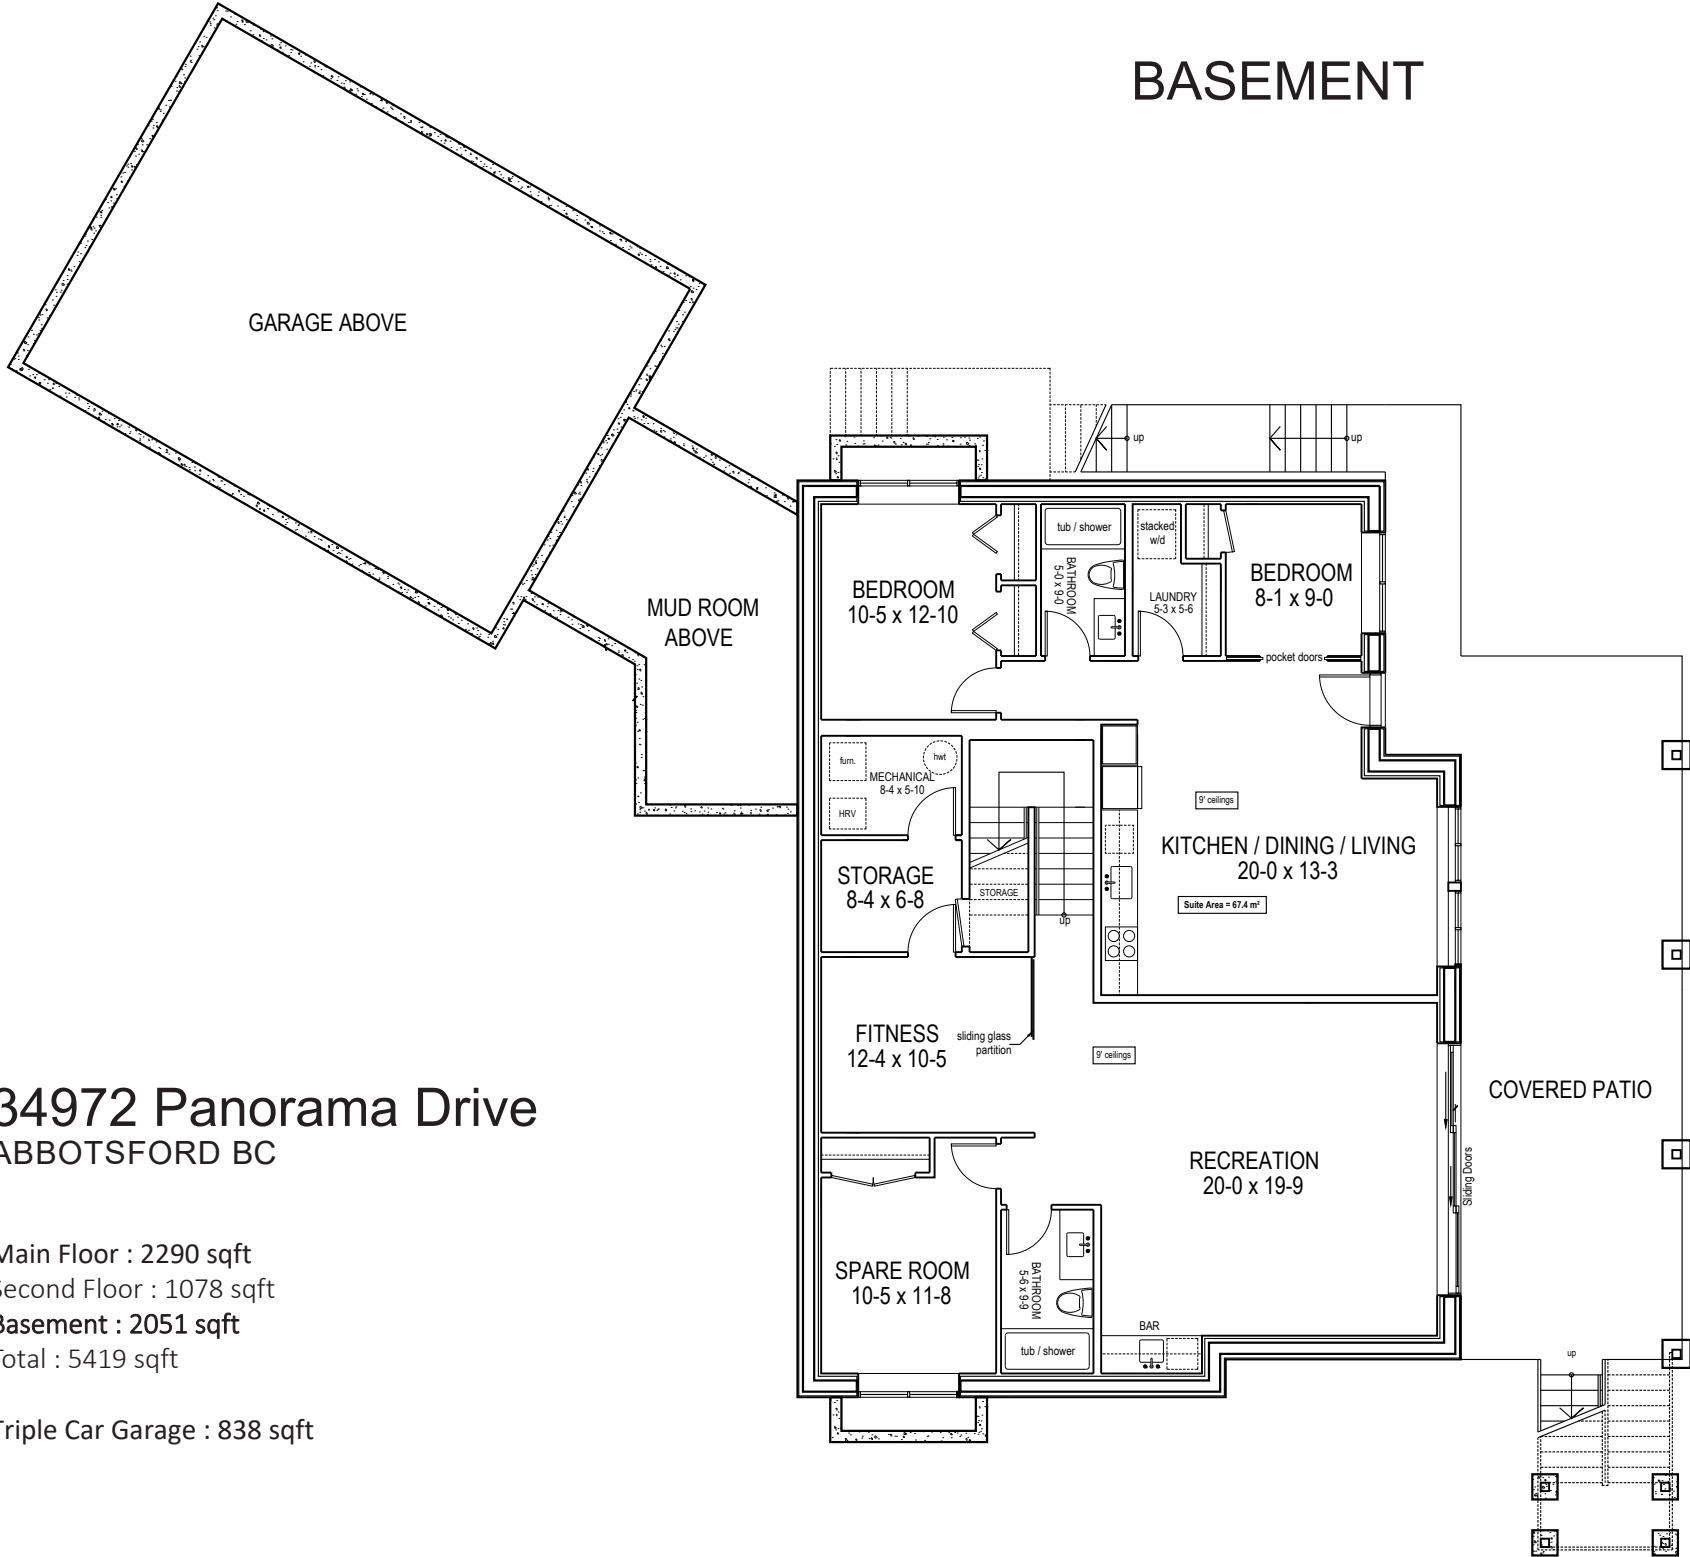 BASEMENT
GARAGE ABOVE
MUD ROOM
ABOVE
up
up
BEDROOM
10-5 x 12-10
tub / shower
BATHROOM
5-0 x 9-0
stacked
w/d
LAUNDRY
5-3 x 5-6
BEDROOM
8-1 x 9-0
pocket doors
furn.
hwt
MECHANICAL
8-4 x 5-10
HRV
9' ceilings
KITCHEN / DINING / LIVING
20-0 x 13-3
Suite Area = 67.4 m²
STORAGE
8-4 x 6-8
STORAGE
up
FITNESS
12-4 x 10-5
sliding glass
partition
9' ceilings
COVERED PATIO
Sliding Doors
RECREATION
20-0 x 19-9
SPARE ROOM
10-5 x 11-8
BATHROOM
5-6 x 9-9
tub / shower
BAR
up
34972 Panorama Drive
ABBOTSFORD BC
Main Floor : 2290 sqft
Second Floor : 1078 sqft
Basement : 2051 sqft
Total : 5419 sqft
Triple Car Garage : 838 sqft